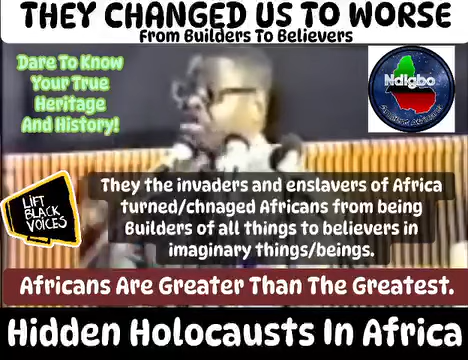 THEY CHANGED US TO WORSE
From Builders To Believers
Dare To Know
Your True
Heritage
And History!
Ndigbo
LIFT
BLACK
VOICES
They the invaders and enslavers of Africa
turned/chnaged Africans from being
Builders of all things to believers in
imaginary things/beings.
Africans Are Greater Than The Greatest.
Hidden Holocausts In Africa